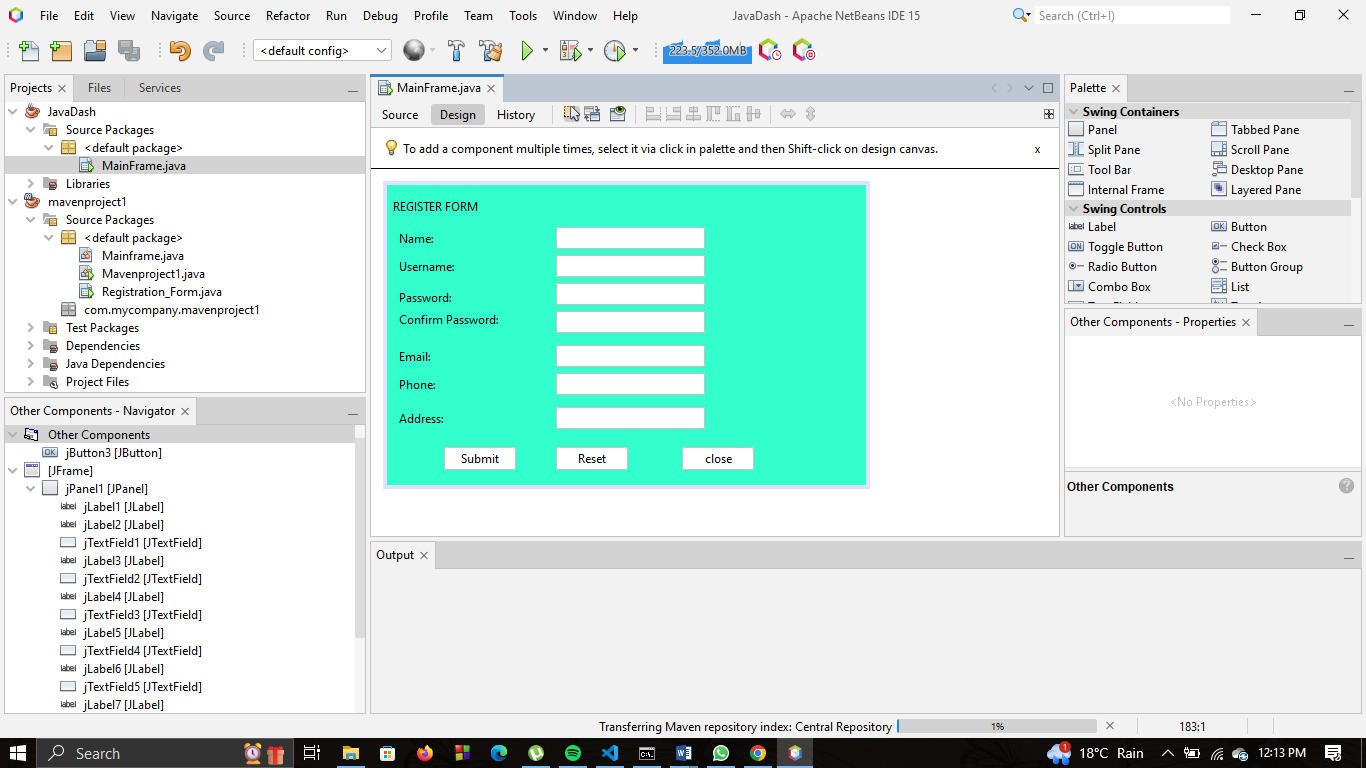 File Edit View Navigate Source Refactor Run Debug Profile Team Tools Window Help
JavaDash - Apache NetBeans IDE 15
Search (Ctrl+I)
<default config>
223.5/352.0MB
Projects Files Services
JavaDash
Source Packages
<default package>
MainFrame.java
Libraries
mavenproject1
Source Packages
<default package>
Mainframe.java
Mavenproject1.java
Registration_Form.java
com.mycompany.mavenproject1
Test Packages
Dependencies
Java Dependencies
Project Files
Other Components - Navigator
Other Components
jButton3 [JButton]
[JFrame]
jPanel1 [JPanel]
jLabel1 [JLabel]
jLabel2 [JLabel]
jTextField1 [JTextField]
jLabel3 [JLabel]
jTextField2 [JTextField]
jLabel4 [JLabel]
jTextField3 [JTextField]
jLabel5 [JLabel]
jTextField4 [JTextField]
jLabel6 [JLabel]
jTextField5 [JTextField]
jLabel7 [JLabel]
MainFrame.java
Source Design History
To add a component multiple times, select it via click in palette and then Shift-click on design canvas.
x
REGISTER FORM
Name:
Username:
Password:
Confirm Password:
Email:
Phone:
Address:
Submit Reset close
Output
Palette
Swing Containers
Panel Tabbed Pane
Split Pane Scroll Pane
Tool Bar Desktop Pane
Internal Frame Layered Pane
Swing Controls
Label Button
Toggle Button Check Box
Radio Button Button Group
Combo Box List
Other Components - Properties
<No Properties>
Other Components
Transferring Maven repository index: Central Repository 1% 183:1
Search
18°C Rain 12:13 PM